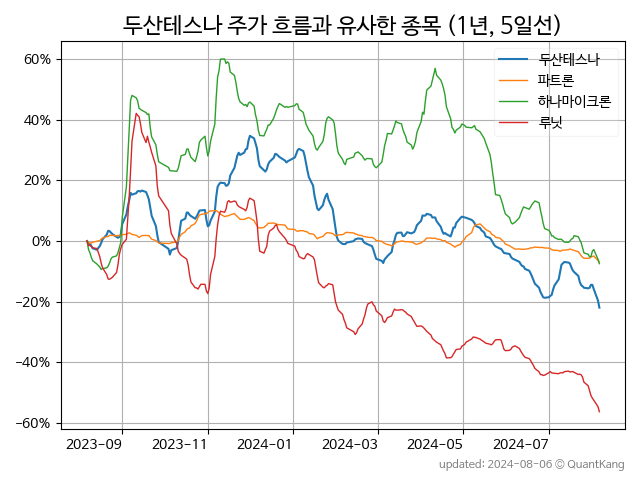 두산테스나 주가 흐름과 유사한 종목 (1년, 5일선)
두산테스나
파트론
하나마이크론
루닛
60%
40%
20%
0%
−20%
−40%
−60%
2023-09 2023-11 2024-01 2024-03 2024-05 2024-07
updated: 2024-08-06 © QuantKang